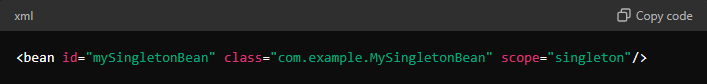 xml
Copy code
<bean id="mySingletonBean" class="com.example.MySingletonBean" scope="singleton"/>